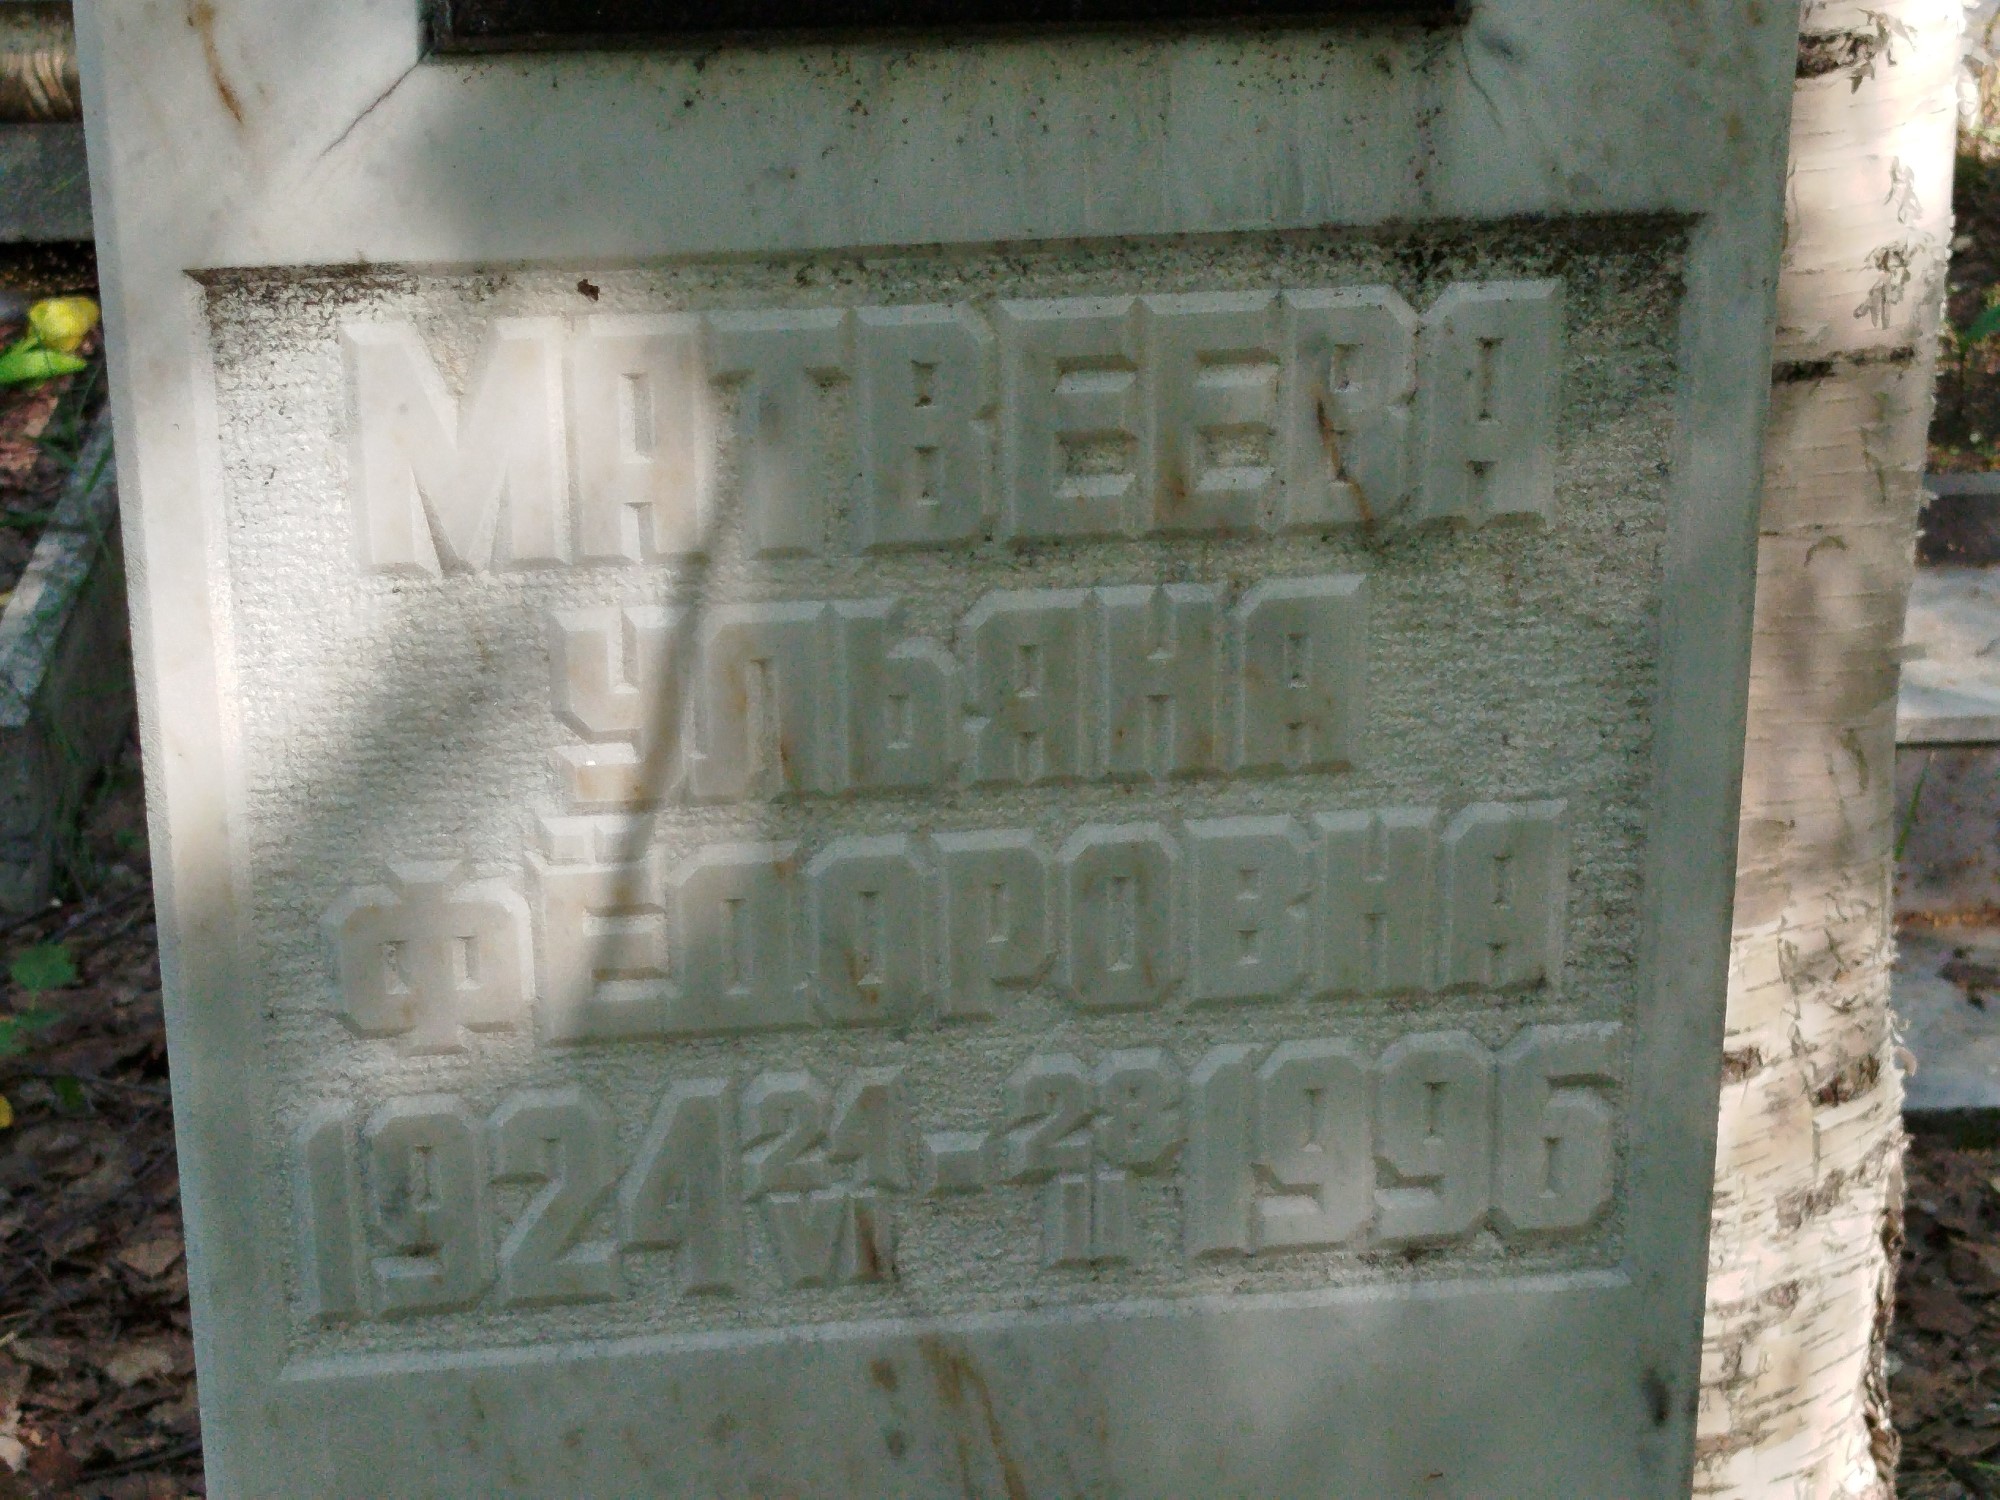 МАТВЕЕВА
УЛЬЯНА
ФЁДОРОВНА
1924 24/VI - 28/II 1996